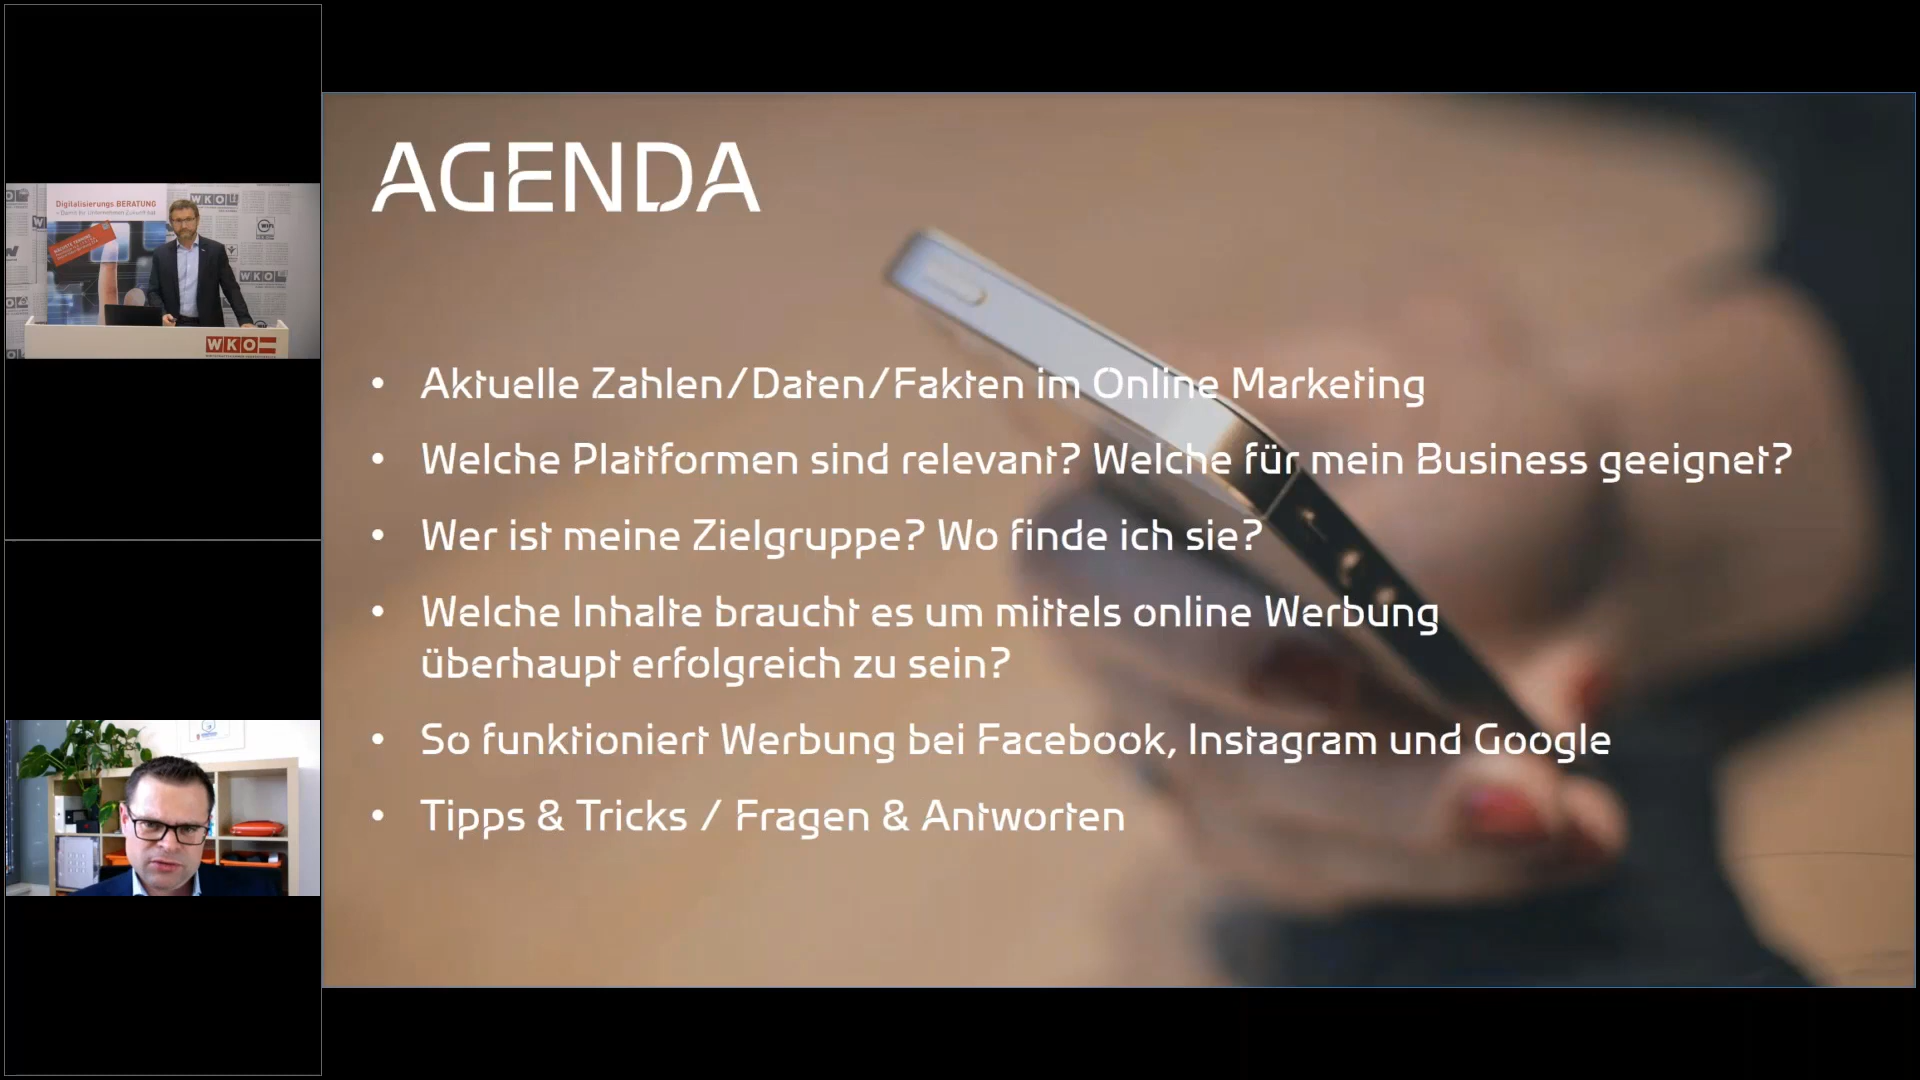 AGENDA
• Aktuelle Zahlen/Daten/Fakten im Online Marketing
• Welche Plattformen sind relevant? Welche für mein Business geeignet?
• Wer ist meine Zielgruppe? Wo finde ich sie?
• Welche Inhalte braucht es um mittels online Werbung
überhaupt erfolgreich zu sein?
• So funktioniert Werbung bei Facebook, Instagram und Google
• Tipps & Tricks / Fragen & Antworten
Digitalisierungs BERATUNG
WKO
WKO
WKO